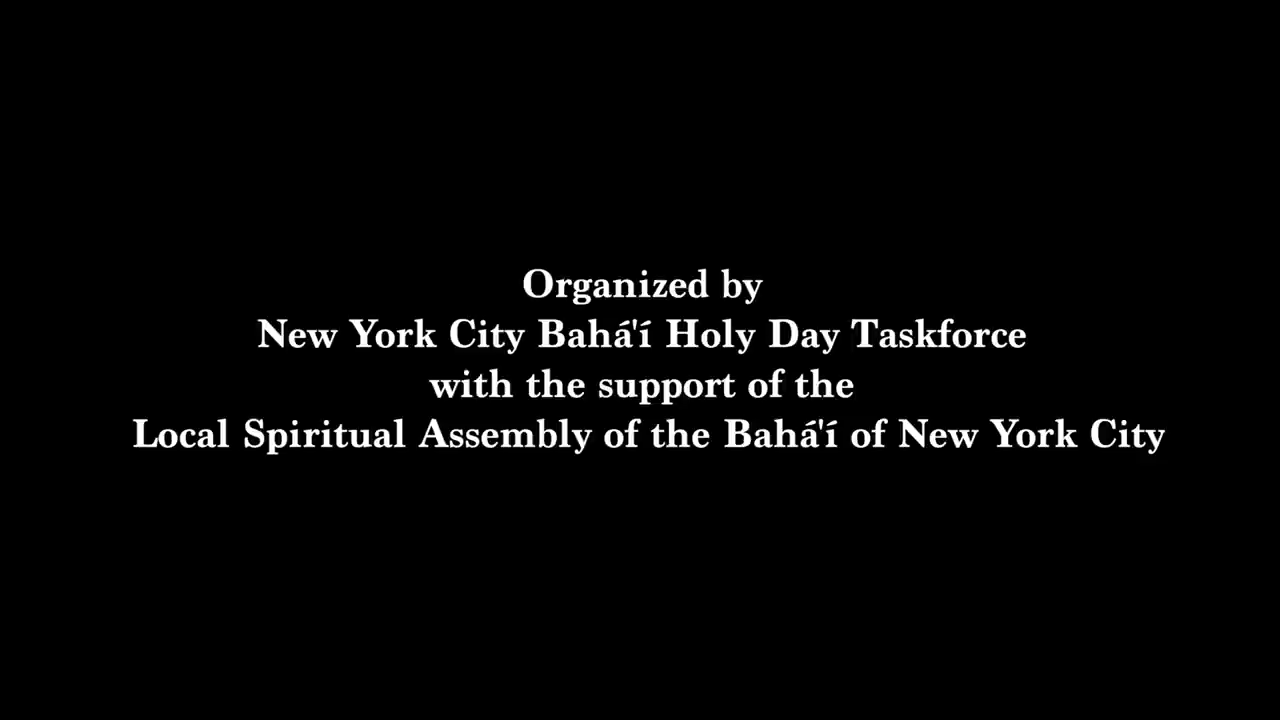 Organized by
New York City Bahá'í Holy Day Taskforce
with the support of the
Local Spiritual Assembly of the Bahá'í of New York City